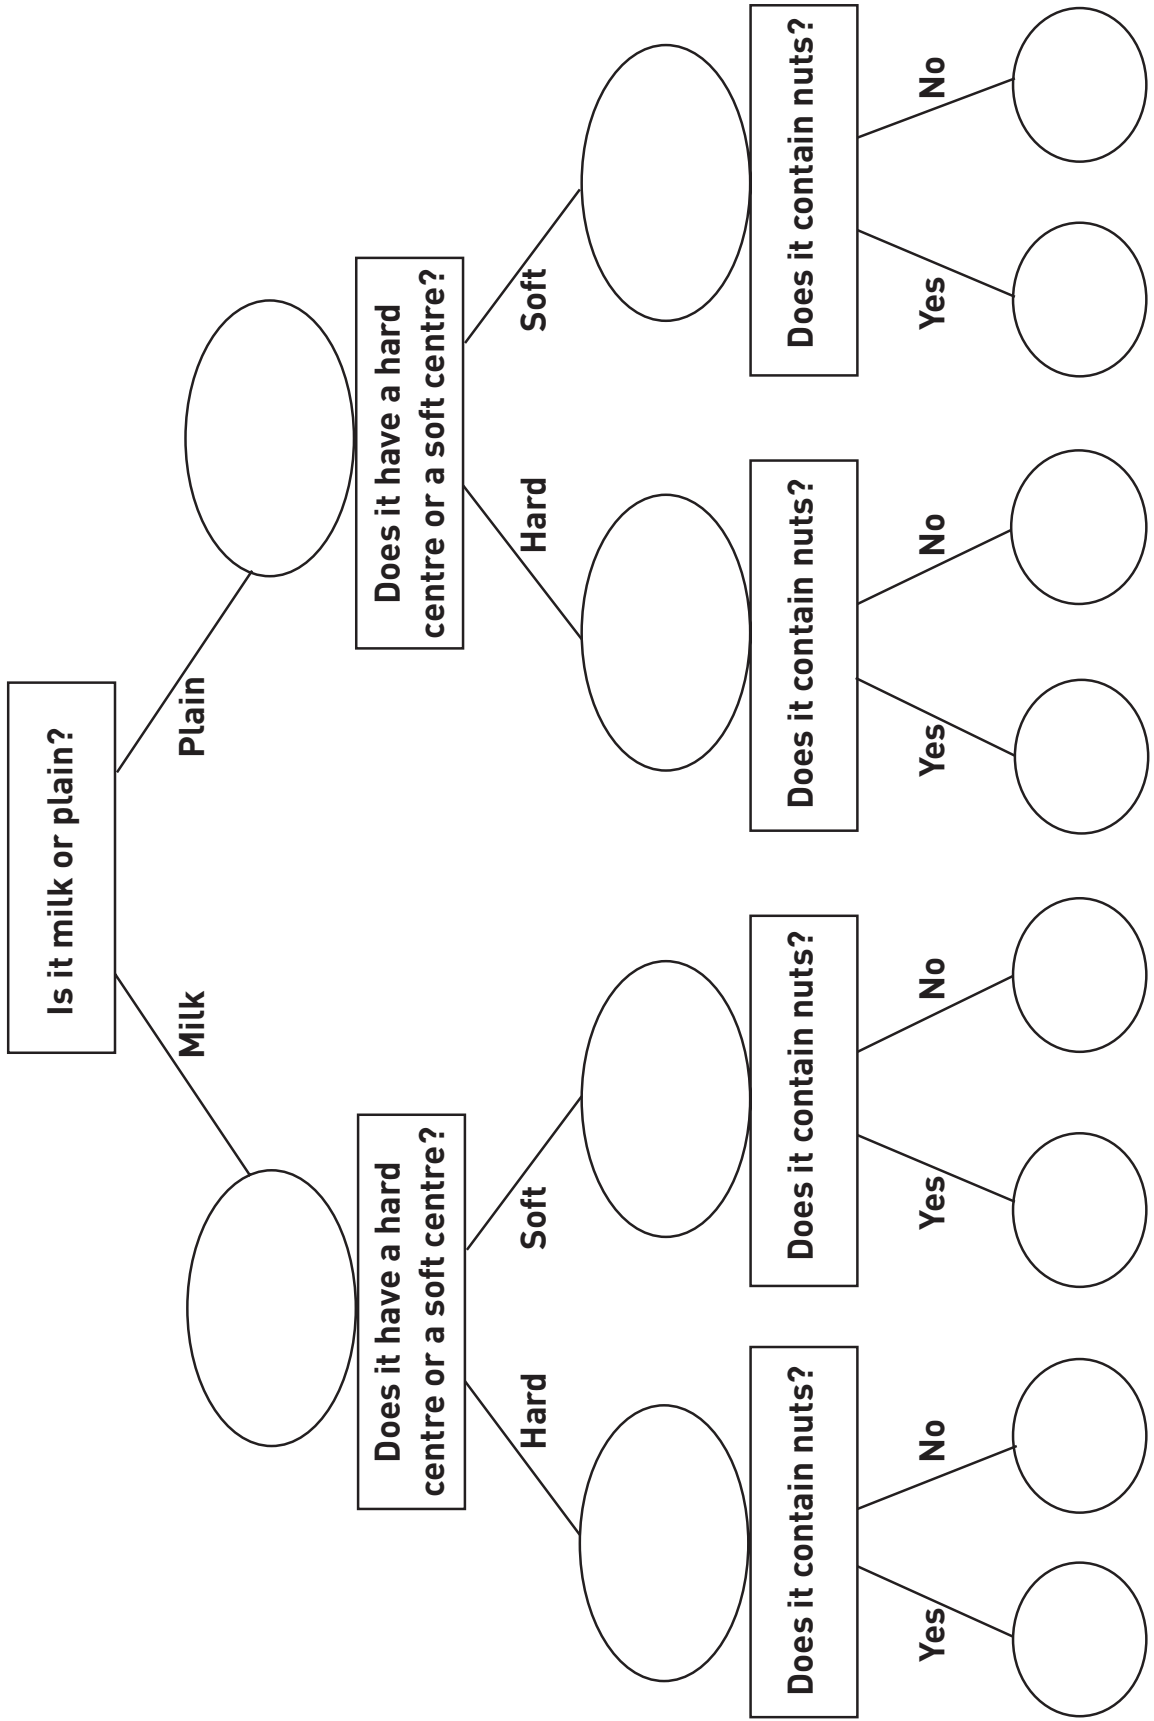 Is it milk or plain?
Milk
Plain
Does it have a hard
centre or a soft centre?
Does it have a hard
centre or a soft centre?
Hard
Soft
Hard
Soft
Does it contain nuts?
Does it contain nuts?
Does it contain nuts?
Does it contain nuts?
Yes
No
Yes
No
Yes
No
Yes
No